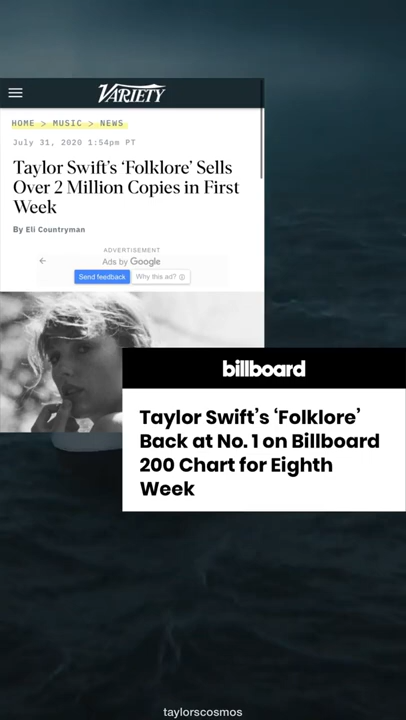 VARIETY
HOME > MUSIC > NEWS
July 31, 2020 1:54pm PT
Taylor Swift's ‘Folklore’ Sells
Over 2 Million Copies in First
Week
By Eli Countryman
ADVERTISEMENT
Ads by Google
Send feedback
Why this ad?
billboard
Taylor Swift's ‘Folklore’
Back at No. 1 on Billboard
200 Chart for Eighth
Week
taylorscosmos